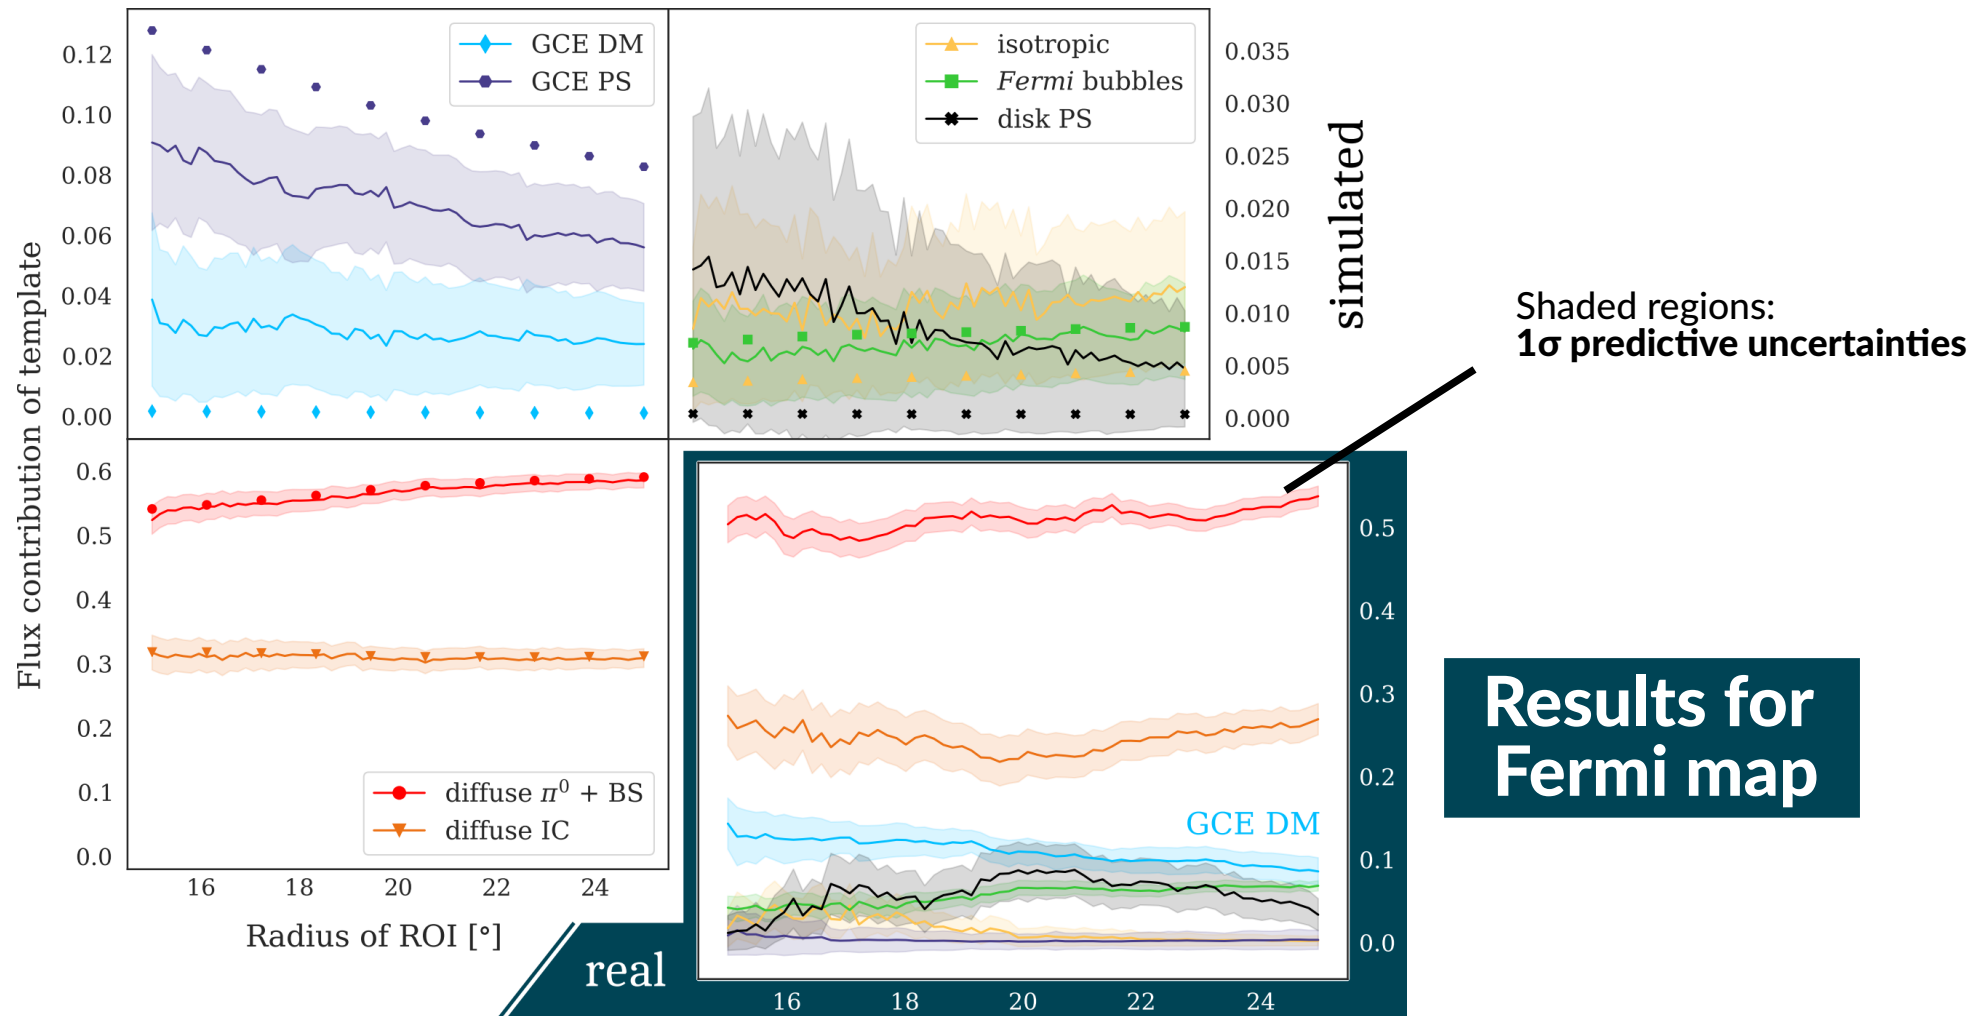 GCE DM
GCE PS
isotropic
Fermi bubbles
disk PS
0.12
0.10
0.08
0.06
0.04
0.02
0.00
0.035
0.030
0.025
0.020
0.015
0.010
0.005
0.000
simulated
Shaded regions:
1σ predictive uncertainties
Flux contribution of template
0.6
0.5
0.4
0.3
0.2
0.1
0.0
diffuse π⁰ + BS
diffuse IC
16 18 20 22 24
Radius of ROI [°]
GCE DM
0.5
0.4
0.3
0.2
0.1
0.0
16 18 20 22 24
real
Results for
Fermi map